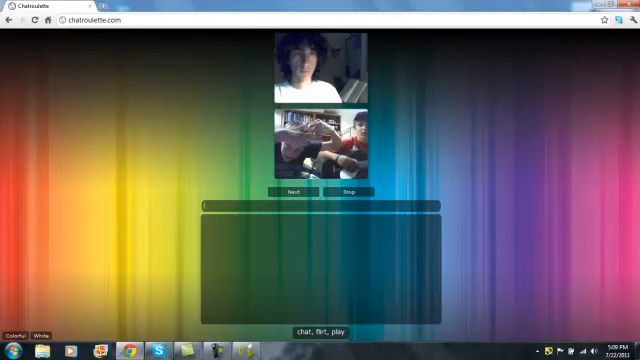 Chatroulette
chatroulette.com
Next
Stop
chat, flirt, play
Colorful
White
5:09 PM
7/22/2011